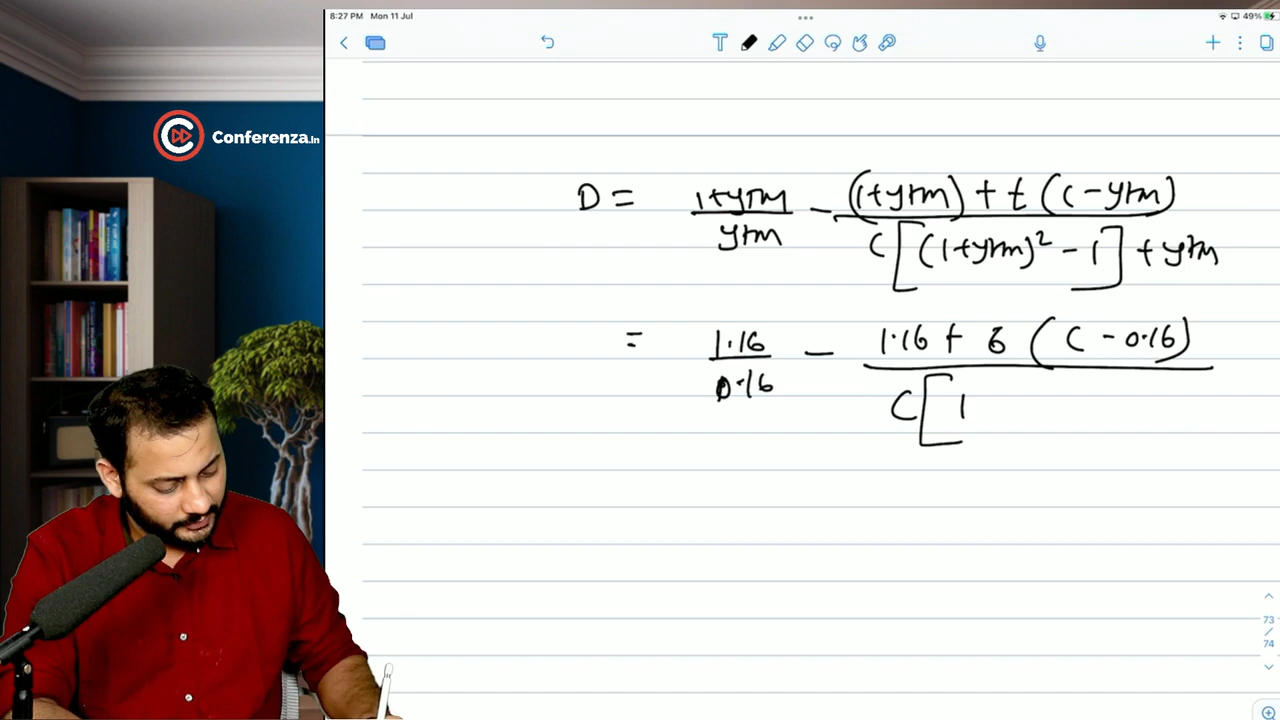 8:27 PM Mon 11 Jul
49%
Conferenza.In
D = 1+ytm / ytm - (1+ytm) + t (c - ytm) / c [(1+ytm)² - 1] + ytm
= 1.16 / 0.16 - 1.16 + 6 (c - 0.16) / c [1
73
/
74